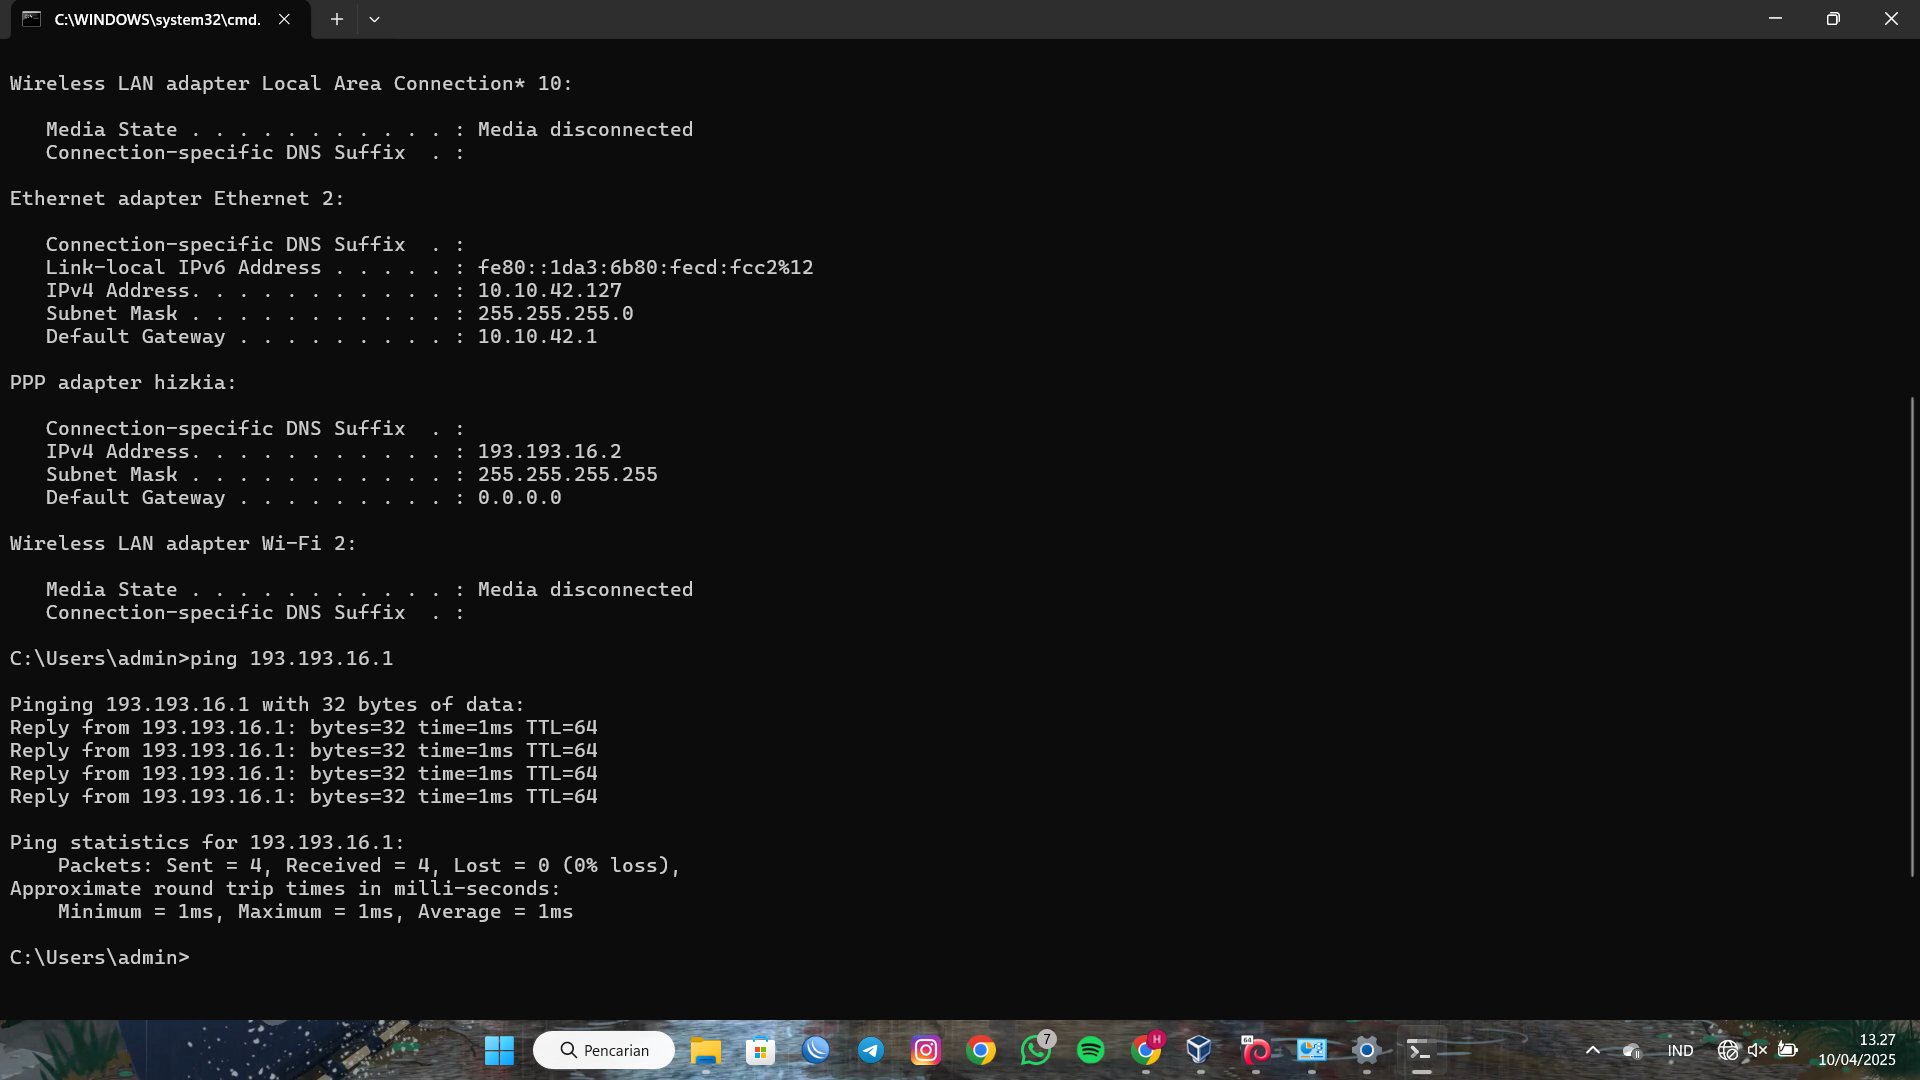 C:\WINDOWS\system32\cmd.
Wireless LAN adapter Local Area Connection* 10:
Media State . . . . . . . . . . . : Media disconnected
Connection-specific DNS Suffix  . :
Ethernet adapter Ethernet 2:
Connection-specific DNS Suffix  . :
Link-local IPv6 Address . . . . . : fe80::1da3:6b80:fecd:fcc2%12
IPv4 Address. . . . . . . . . . . : 10.10.42.127
Subnet Mask . . . . . . . . . . . : 255.255.255.0
Default Gateway . . . . . . . . . : 10.10.42.1
PPP adapter hizkia:
Connection-specific DNS Suffix  . :
IPv4 Address. . . . . . . . . . . : 193.193.16.2
Subnet Mask . . . . . . . . . . . : 255.255.255.255
Default Gateway . . . . . . . . . : 0.0.0.0
Wireless LAN adapter Wi-Fi 2:
Media State . . . . . . . . . . . : Media disconnected
Connection-specific DNS Suffix  . :
C:\Users\admin>ping 193.193.16.1
Pinging 193.193.16.1 with 32 bytes of data:
Reply from 193.193.16.1: bytes=32 time=1ms TTL=64
Reply from 193.193.16.1: bytes=32 time=1ms TTL=64
Reply from 193.193.16.1: bytes=32 time=1ms TTL=64
Reply from 193.193.16.1: bytes=32 time=1ms TTL=64
Ping statistics for 193.193.16.1:
Packets: Sent = 4, Received = 4, Lost = 0 (0% loss),
Approximate round trip times in milli-seconds:
Minimum = 1ms, Maximum = 1ms, Average = 1ms
C:\Users\admin>
Pencarian
7
H
64
IND
13.27
10/04/2025